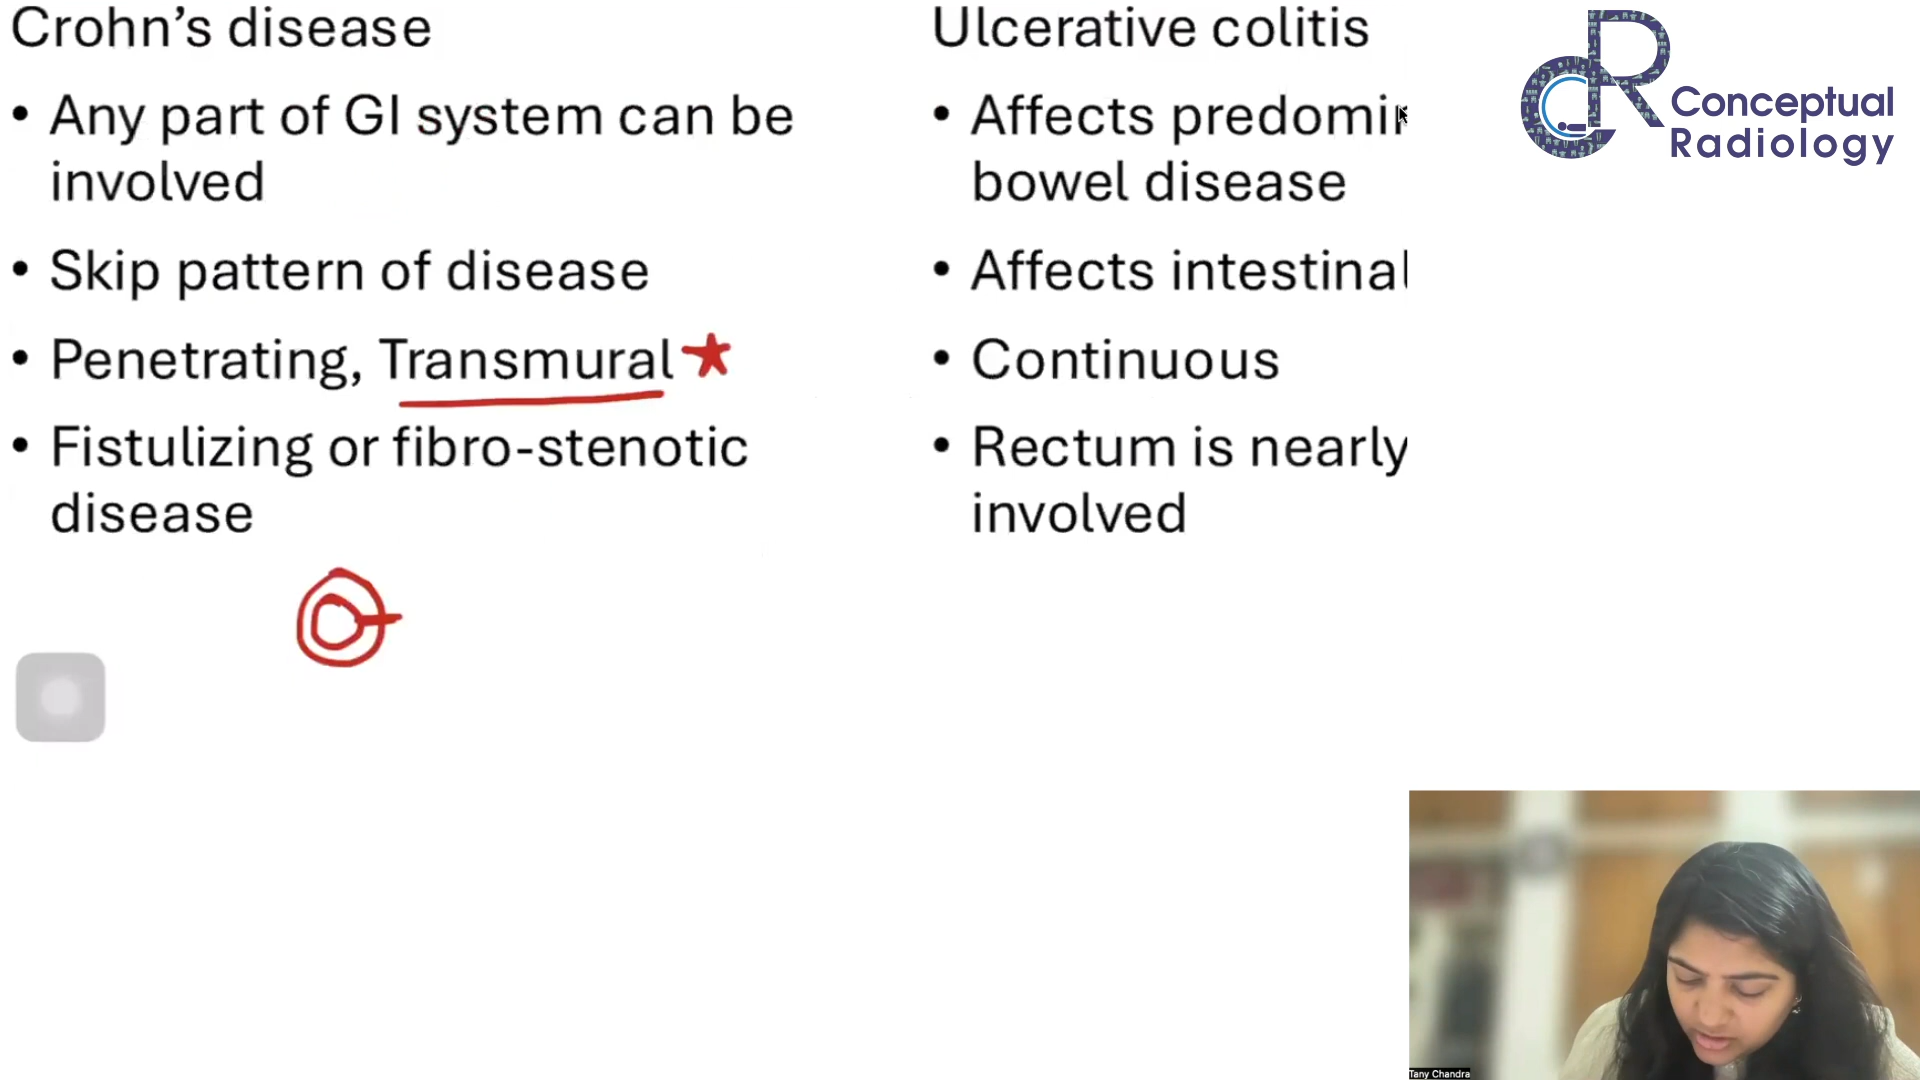 Crohn’s disease
• Any part of GI system can be
involved
• Skip pattern of disease
• Penetrating, Transmural
• Fistulizing or fibro-stenotic
disease
Ulcerative colitis
• Affects
bowel disease
• Affects intestinal
• Continuous
• Rectum is nearly
involved
CR
Conceptual
Radiology
Tany Chandra